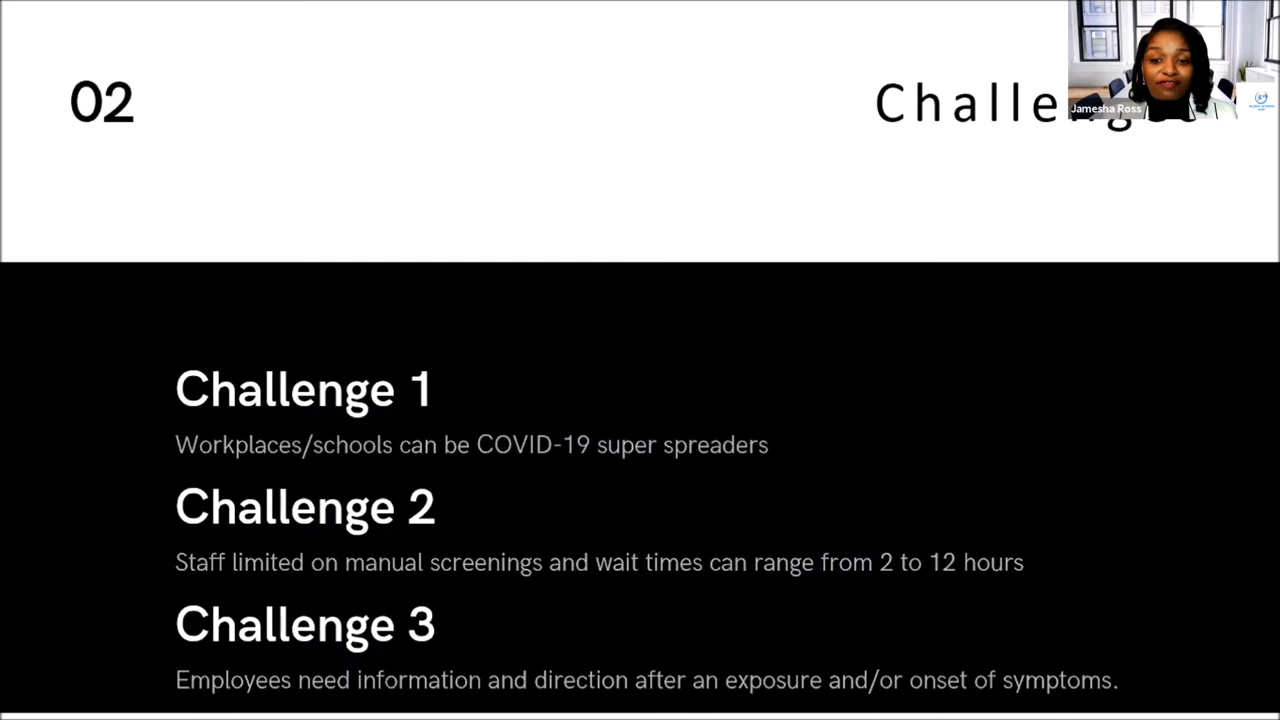 02
Challe
Jamesha Ross
Challenge 1
Workplaces/schools can be COVID-19 super spreaders
Challenge 2
Staff limited on manual screenings and wait times can range from 2 to 12 hours
Challenge 3
Employees need information and direction after an exposure and/or onset of symptoms.